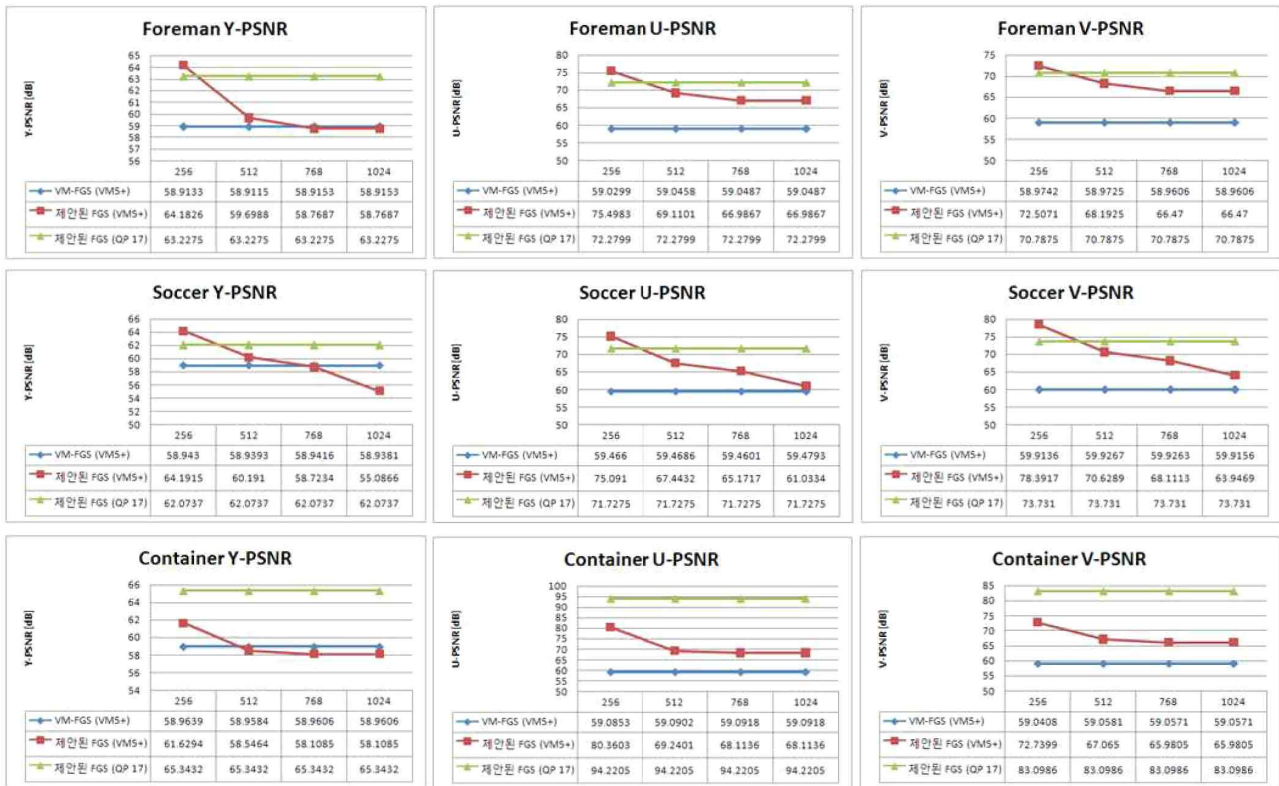 Foreman Y-PSNR
Y-PSNR[dB]
65
64
63
62
61
60
59
58
57
56
256 512 768 1024
VM-FGS (VM5+) 58.9133 58.9115 58.9153 58.9153
제안된 FGS (VM5+) 64.1826 59.6988 58.7687 58.7687
제안된 FGS (QP 17) 63.2275 63.2275 63.2275 63.2275
Foreman U-PSNR
U-PSNR[dB]
80
75
70
65
60
55
50
256 512 768 1024
VM-FGS (VM5+) 59.0299 59.0458 59.0487 59.0487
제안된 FGS (VM5+) 75.4983 69.1101 66.9867 66.9867
제안된 FGS (QP 17) 72.2799 72.2799 72.2799 72.2799
Foreman V-PSNR
V-PSNR[dB]
75
70
65
60
55
50
256 512 768 1024
VM-FGS (VM5+) 58.9742 58.9725 58.9606 58.9606
제안된 FGS (VM5+) 72.5071 68.1925 66.47 66.47
제안된 FGS (QP 17) 70.7875 70.7875 70.7875 70.7875
Soccer Y-PSNR
Y-PSNR[dB]
66
64
62
60
58
56
54
52
50
256 512 768 1024
VM-FGS (VM5+) 58.943 58.9393 58.9416 58.9381
제안된 FGS (VM5+) 64.1915 60.191 58.7234 55.0866
제안된 FGS (QP 17) 62.0737 62.0737 62.0737 62.0737
Soccer U-PSNR
U-PSNR[dB]
80
75
70
65
60
55
50
256 512 768 1024
VM-FGS (VM5+) 59.466 59.4686 59.4601 59.4793
제안된 FGS (VM5+) 75.091 67.4432 65.1717 61.0334
제안된 FGS (QP 17) 71.7275 71.7275 71.7275 71.7275
Soccer V-PSNR
V-PSNR[dB]
80
75
70
65
60
55
50
256 512 768 1024
VM-FGS (VM5+) 59.9136 59.9267 59.9263 59.9156
제안된 FGS (VM5+) 78.3917 70.6289 68.1113 63.9469
제안된 FGS (QP 17) 73.731 73.731 73.731 73.731
Container Y-PSNR
Y-PSNR[dB]
66
64
62
60
58
56
54
256 512 768 1024
VM-FGS (VM5+) 58.9639 58.9584 58.9606 58.9606
제안된 FGS (VM5+) 61.6294 58.5464 58.1085 58.1085
제안된 FGS (QP 17) 65.3432 65.3432 65.3432 65.3432
Container U-PSNR
U-PSNR[dB]
100
95
90
85
80
75
70
65
60
55
50
256 512 768 1024
VM-FGS (VM5+) 59.0853 59.0902 59.0918 59.0918
제안된 FGS (VM5+) 80.3603 69.2401 68.1136 68.1136
제안된 FGS (QP 17) 94.2205 94.2205 94.2205 94.2205
Container V-PSNR
V-PSNR[dB]
85
80
75
70
65
60
55
50
256 512 768 1024
VM-FGS (VM5+) 59.0408 59.0581 59.0571 59.0571
제안된 FGS (VM5+) 72.7399 67.065 65.9805 65.9805
제안된 FGS (QP 17) 83.0986 83.0986 83.0986 83.0986